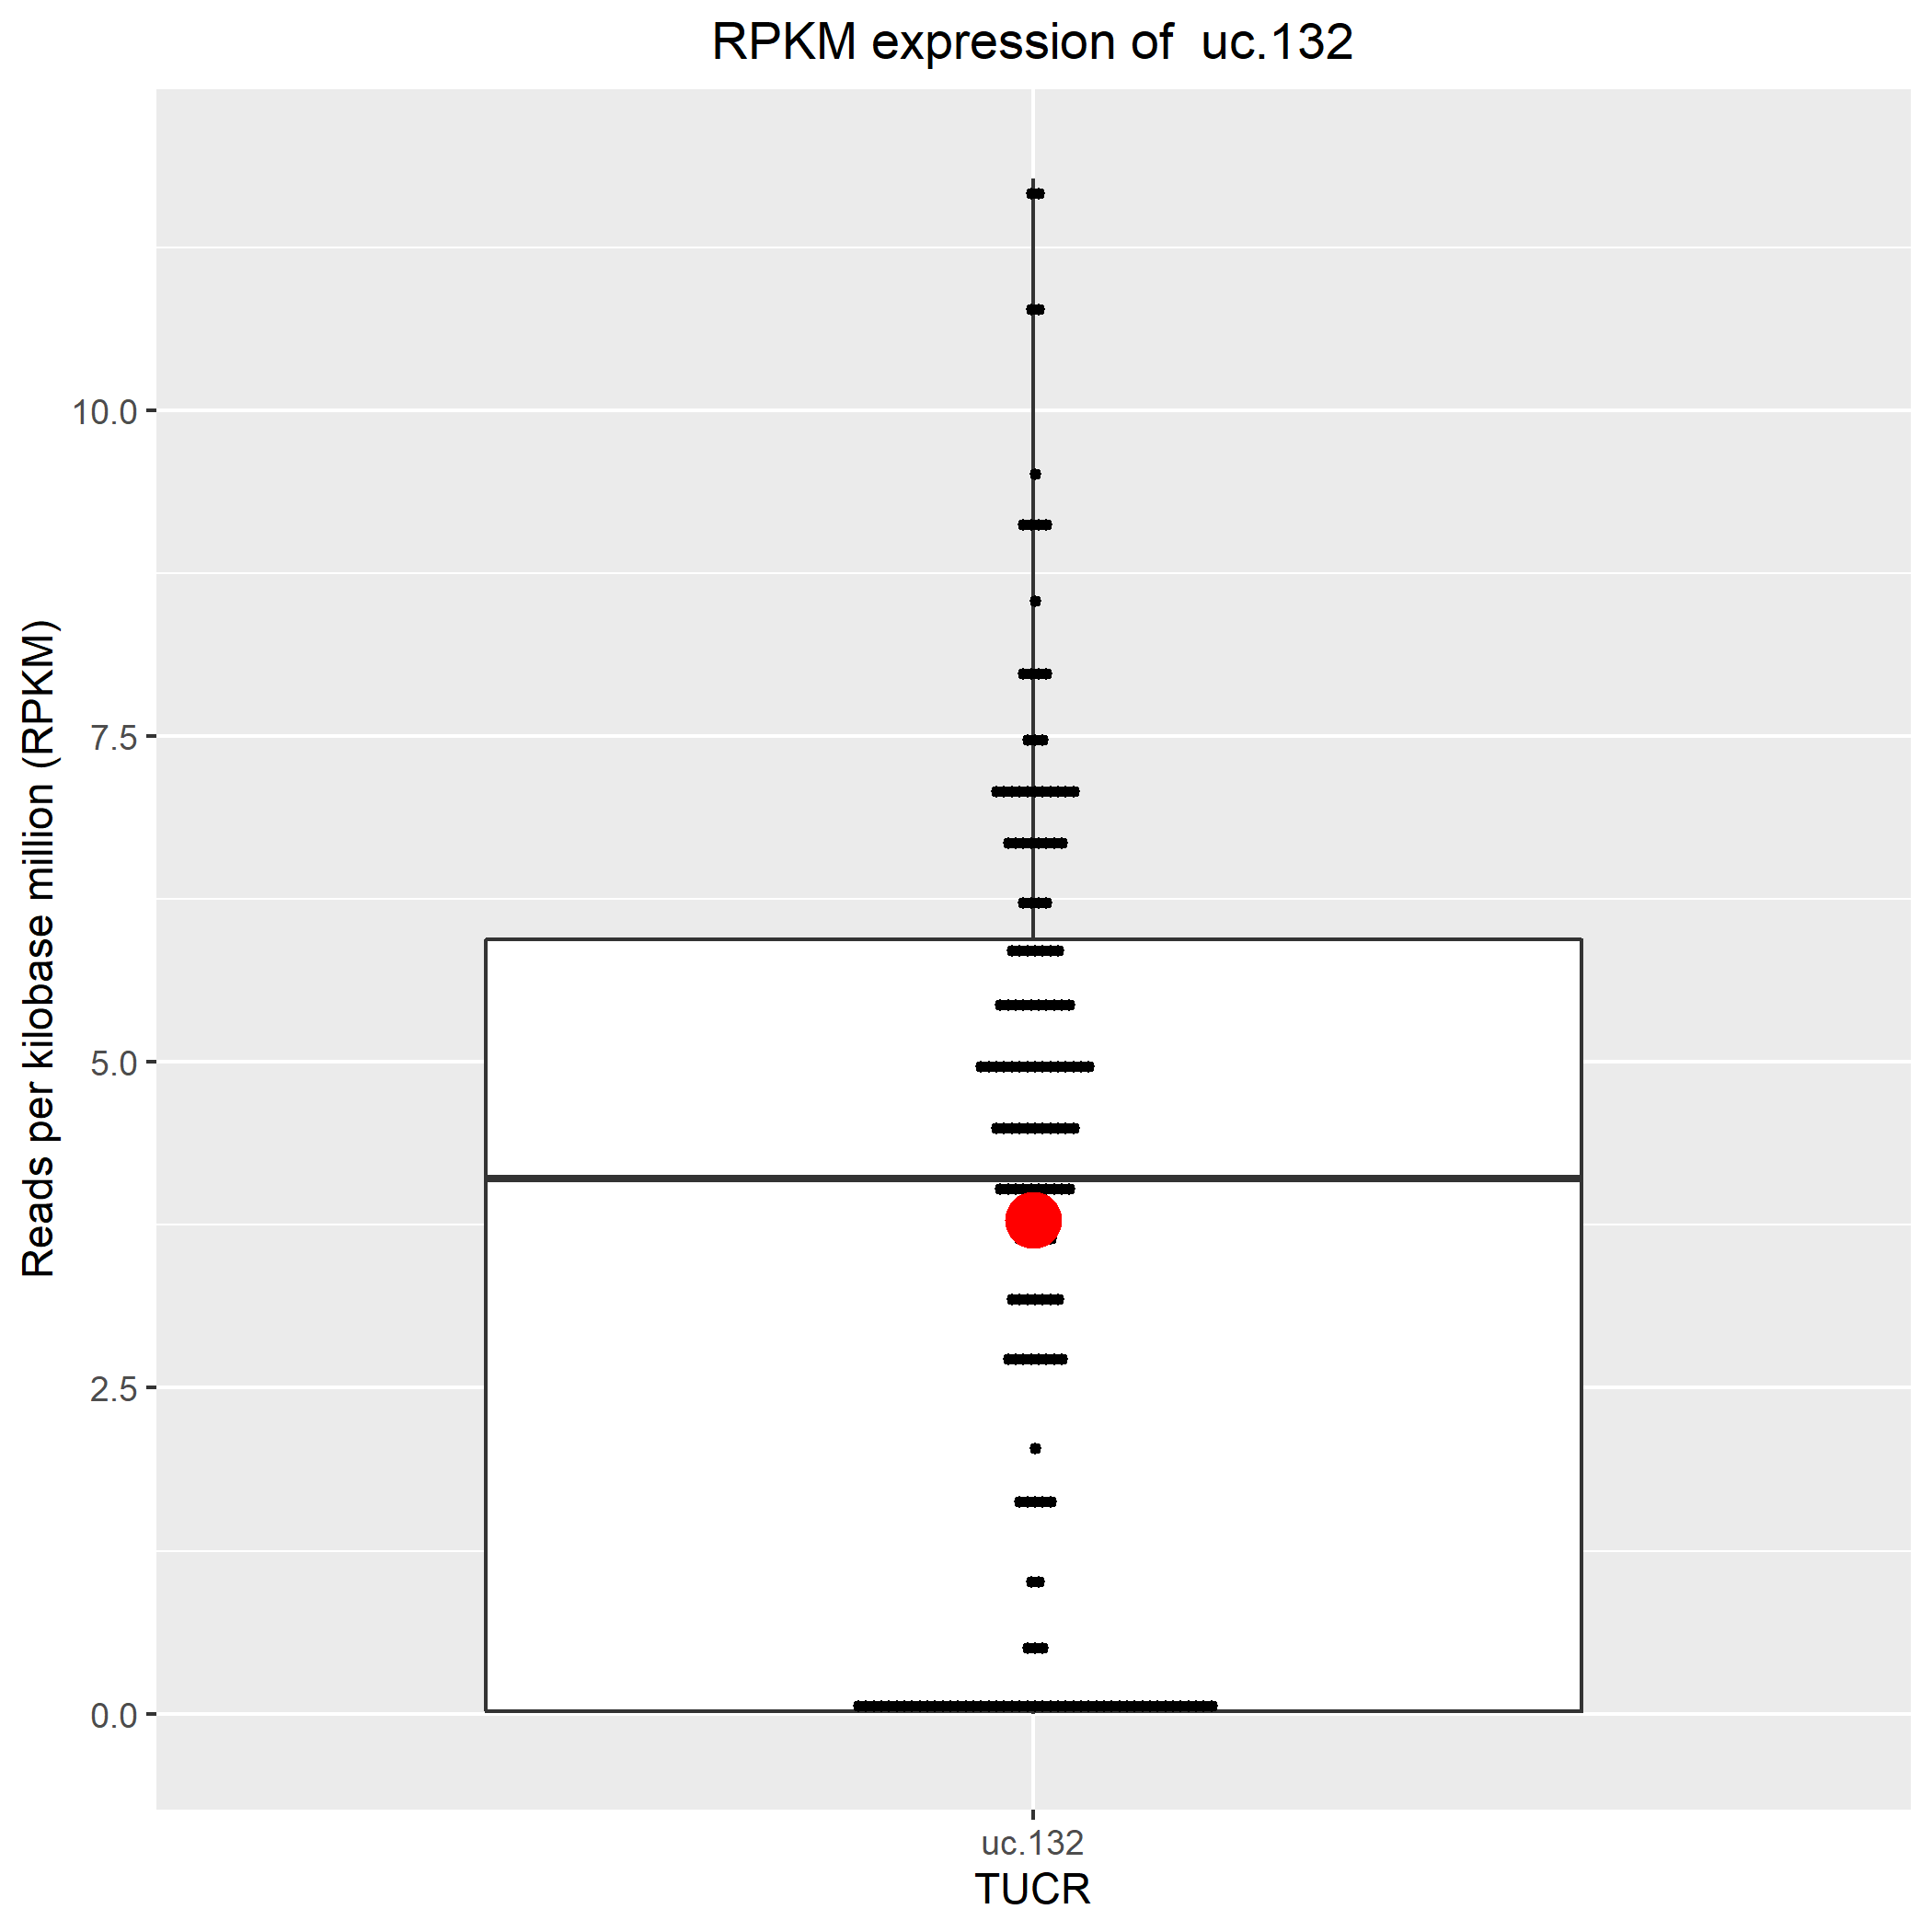 RPKM expression of  uc.132
Reads per kilobase million (RPKM)
10.0
7.5
5.0
2.5
0.0
uc.132
TUCR